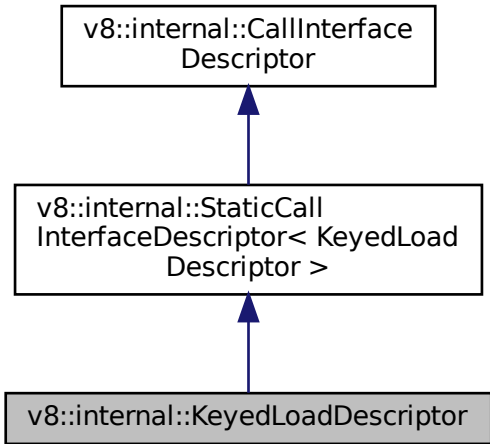 v8::internal::CallInterface
Descriptor
v8::internal::StaticCall
InterfaceDescriptor< KeyedLoad
Descriptor >
v8::internal::KeyedLoadDescriptor